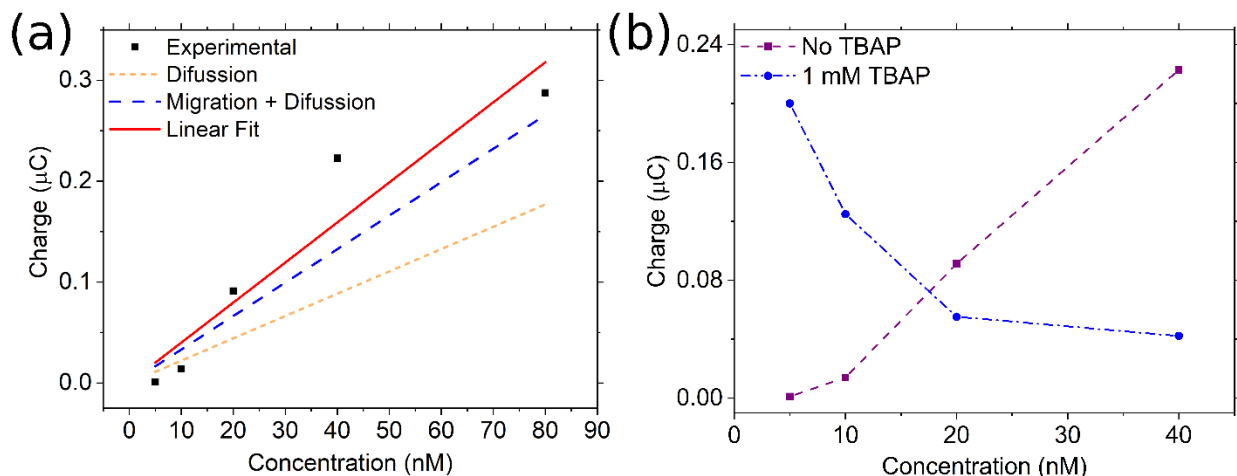 (a)
Experimental
Difussion
Migration + Difussion
Linear Fit
0.3
0.2
0.1
0.0
Charge (μC)
0 10 20 30 40 50 60 70 80 90
Concentration (nM)
(b)
No TBAP
1 mM TBAP
0.24
0.16
0.08
0.00
Charge (μC)
0 10 20 30 40
Concentration (nM)